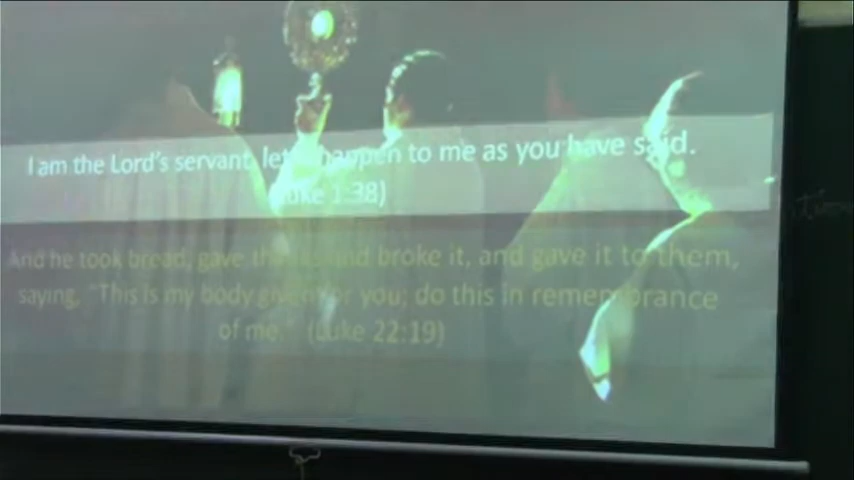 I am the Lord's servant, let happen to me as you have said.
(Luke 1:38)
And he took bread, gave thanks and broke it, and gave it to them,
saying, "This is my body given for you; do this in remembrance
of me." (Luke 22:19)